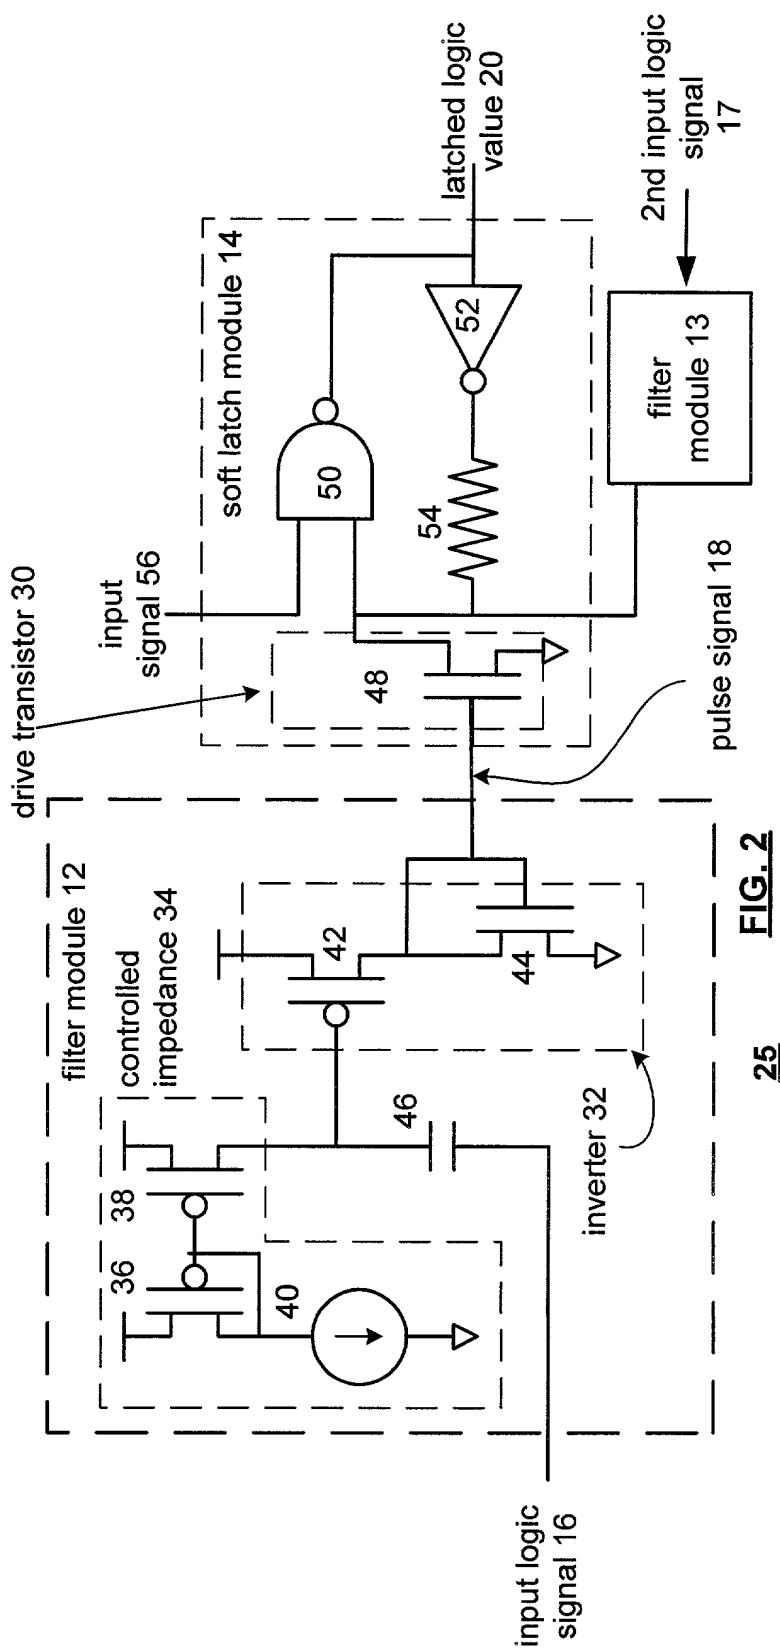 drive transistor 30
input
signal 56
soft latch module 14
latched logic
value 20
50
52
54
48
2nd input logic
signal
17
filter
module 13
pulse signal 18
filter module 12
controlled
impedance 34
36
38
40
42
44
46
inverter 32
input logic
signal 16
FIG. 2
25